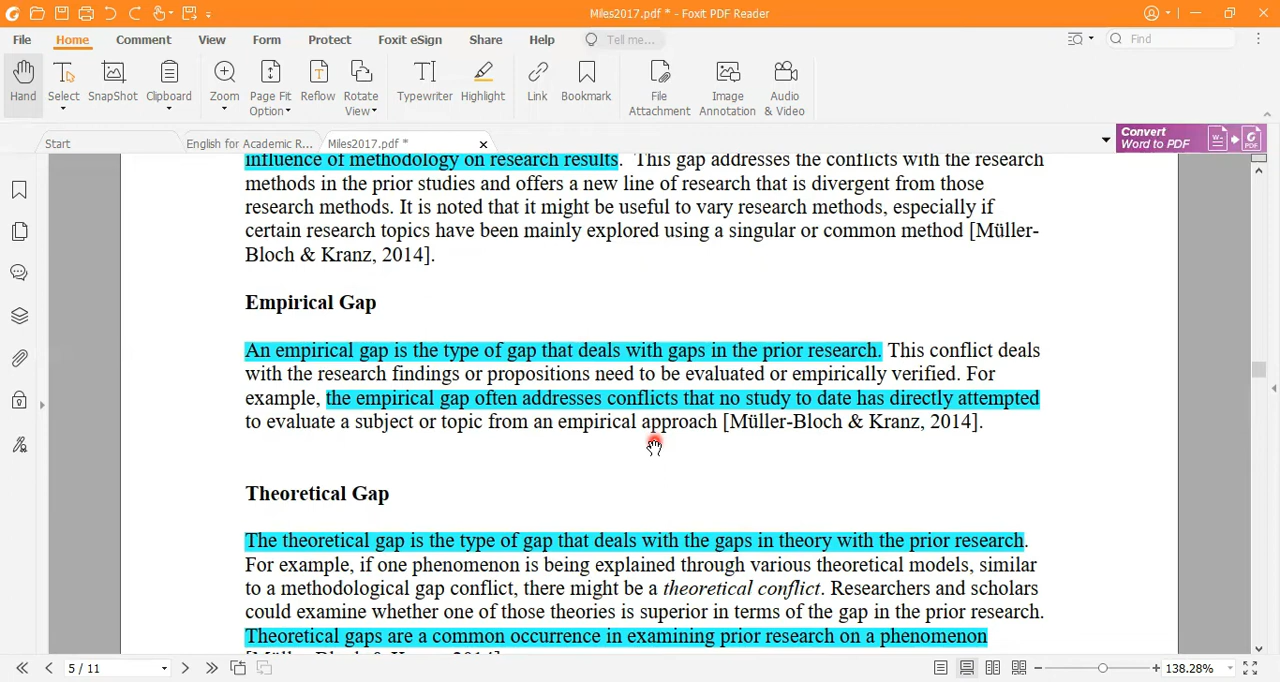 Miles2017.pdf * - Foxit PDF Reader
File Home Comment View Form Protect Foxit eSign Share Help Tell me... Find
Hand Select SnapShot Clipboard Zoom Page Fit Option Reflow Rotate View Typewriter Highlight Link Bookmark File Attachment Image Annotation Audio & Video
Start English for Academic R... Miles2017.pdf * Convert Word to PDF
influence of methodology on research results. This gap addresses the conflicts with the research
methods in the prior studies and offers a new line of research that is divergent from those
research methods. It is noted that it might be useful to vary research methods, especially if
certain research topics have been mainly explored using a singular or common method [Müller-
Bloch & Kranz, 2014].
Empirical Gap
An empirical gap is the type of gap that deals with gaps in the prior research. This conflict deals
with the research findings or propositions need to be evaluated or empirically verified. For
example, the empirical gap often addresses conflicts that no study to date has directly attempted
to evaluate a subject or topic from an empirical approach [Müller-Bloch & Kranz, 2014].
Theoretical Gap
The theoretical gap is the type of gap that deals with the gaps in theory with the prior research.
For example, if one phenomenon is being explained through various theoretical models, similar
to a methodological gap conflict, there might be a theoretical conflict. Researchers and scholars
could examine whether one of those theories is superior in terms of the gap in the prior research.
Theoretical gaps are a common occurrence in examining prior research on a phenomenon
[Müller-Bloch & Kranz, 2014].
5 / 11 138.28%